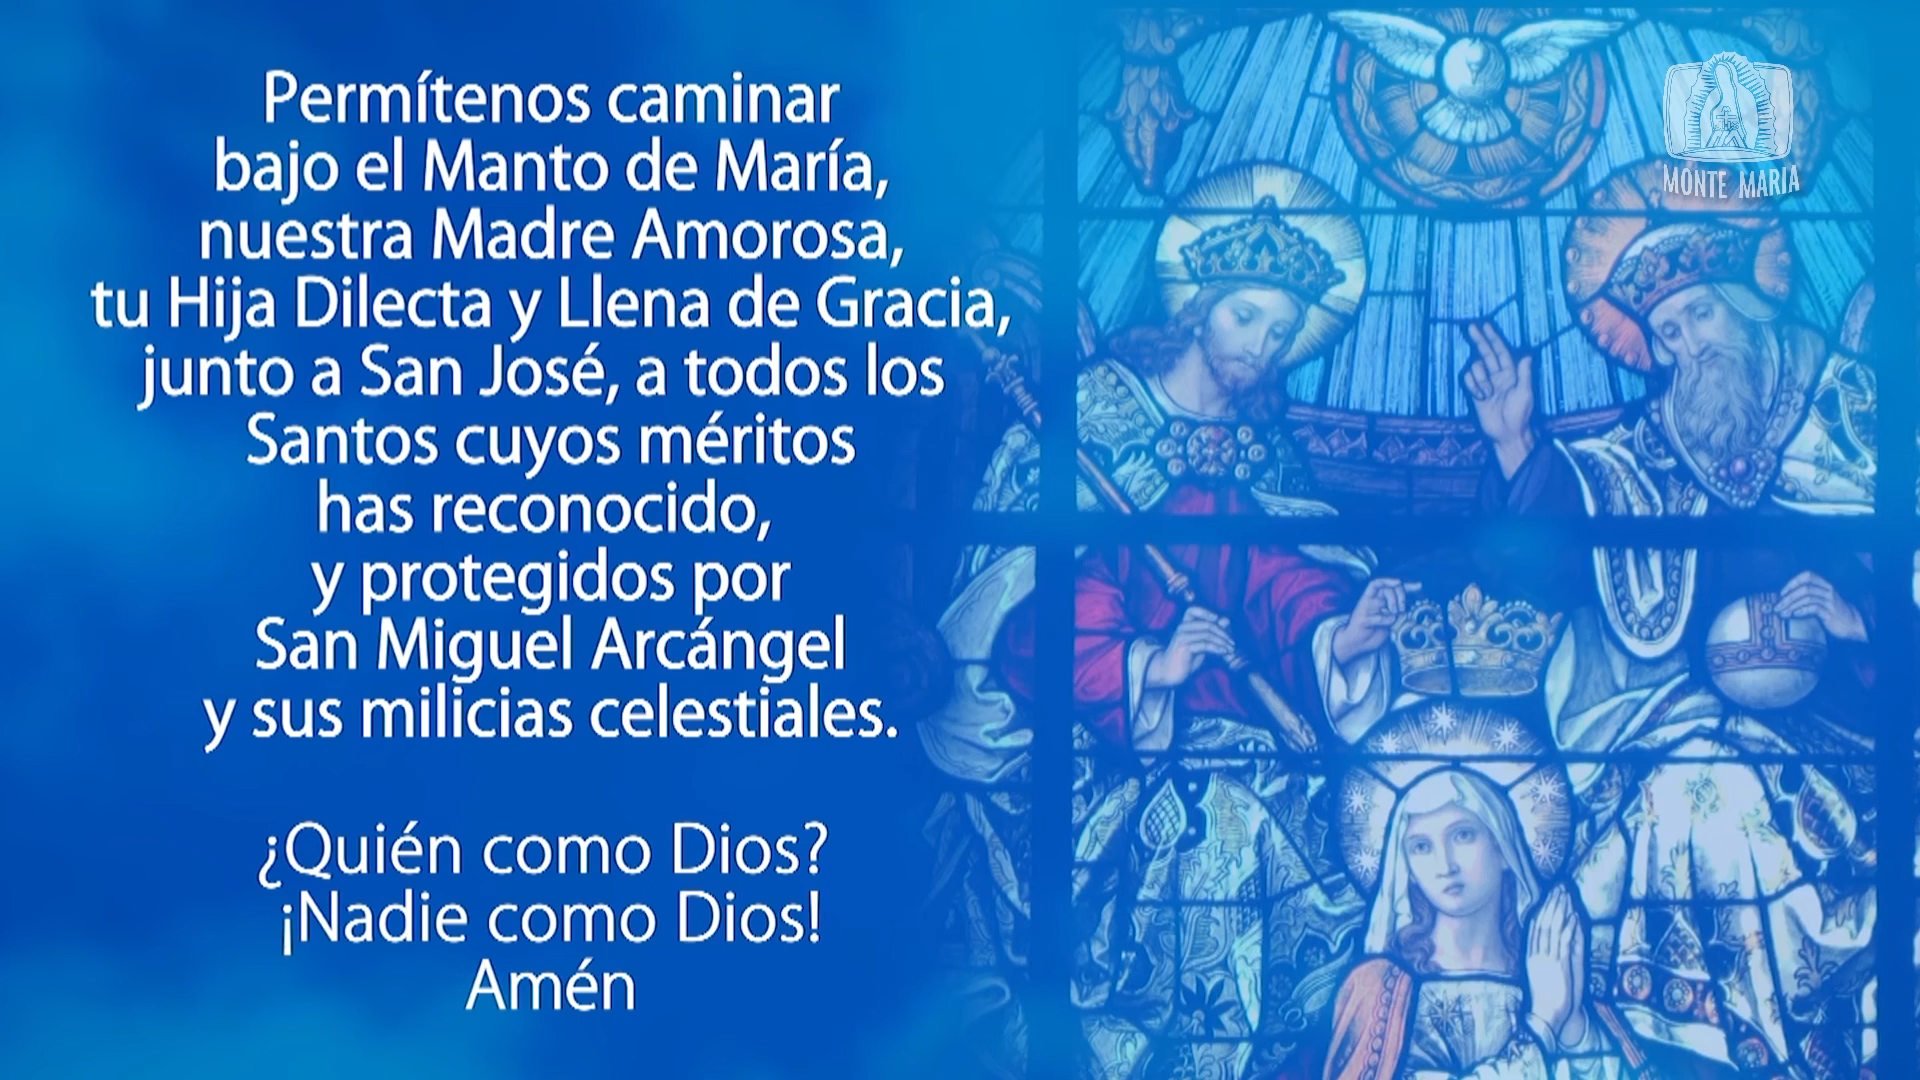 Permítenos caminar
bajo el Manto de María,
nuestra Madre Amorosa,
tu Hija Dilecta y Llena de Gracia,
junto a San José, a todos los
Santos cuyos méritos
has reconocido,
y protegidos por
San Miguel Arcángel
y sus milicias celestiales.
¿Quién como Dios?
¡Nadie como Dios!
Amén
MONTE MARIA